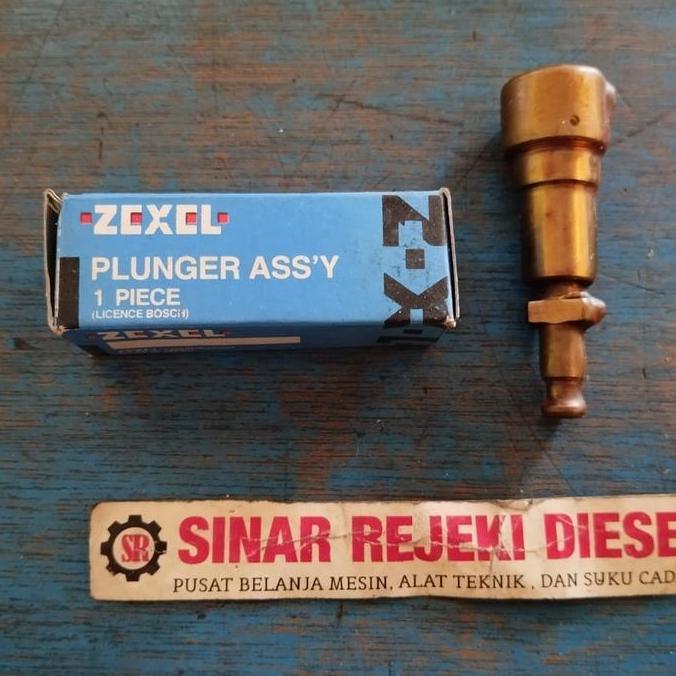 ZEXEL
PLUNGER ASS'Y
1 PIECE
(LICENCE BOSCH)
Z·X·Z
ZEXEL
SR
SINAR REJEKI DIESE
PUSAT BELANJA MESIN, ALAT TEKNIK, DAN SUKU CAD